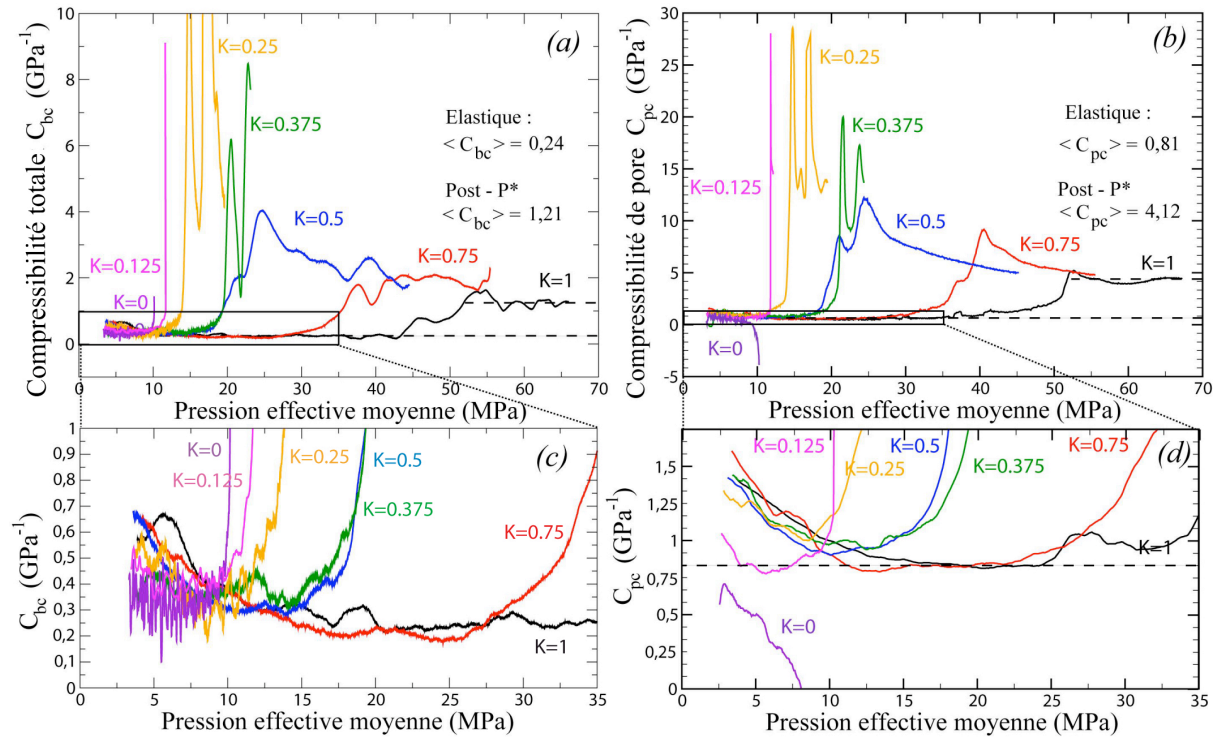 (a)
Compressibilité totale C_bc (GPa⁻¹)
10
8
6
4
2
0
K=0.25
K=0.375
K=0.5
K=0.125
K=0.75
K=0
K=1
Elastique :
< C_bc > = 0,24
Post - P*
< C_bc > = 1,21
0 10 20 30 40 50 60 70
Pression effective moyenne (MPa)
(b)
Compressibilité de pore C_pc (GPa⁻¹)
30
25
20
15
10
5
0
−5
K=0.25
K=0.375
K=0.125
K=0.5
K=0.75
K=1
K=0
Elastique :
< C_pc > = 0,81
Post - P*
< C_pc > = 4,12
0 10 20 30 40 50 60 70
Pression effective moyenne (MPa)
(c)
C_bc (GPa⁻¹)
1
0,9
0,8
0,7
0,6
0,5
0,4
0,3
0,2
0,1
0
K=0
K=0.125
K=0.25
K=0.5
K=0.375
K=0.75
K=1
0 5 10 15 20 25 30 35
Pression effective moyenne (MPa)
(d)
C_pc (GPa⁻¹)
1,5
1,25
1
0,75
0,5
0,25
0
K=0.125
K=0.25
K=0.5
K=0.375
K=0.75
K=1
K=0
0 5 10 15 20 25 30 35
Pression effective moyenne (MPa)